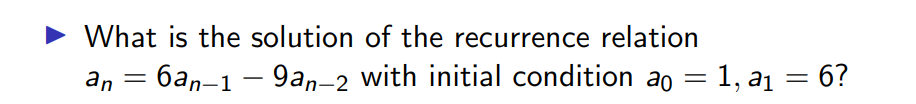 ▶ What is the solution of the recurrence relation
aₙ = 6aₙ₋₁ − 9aₙ₋₂ with initial condition a₀ = 1, a₁ = 6?